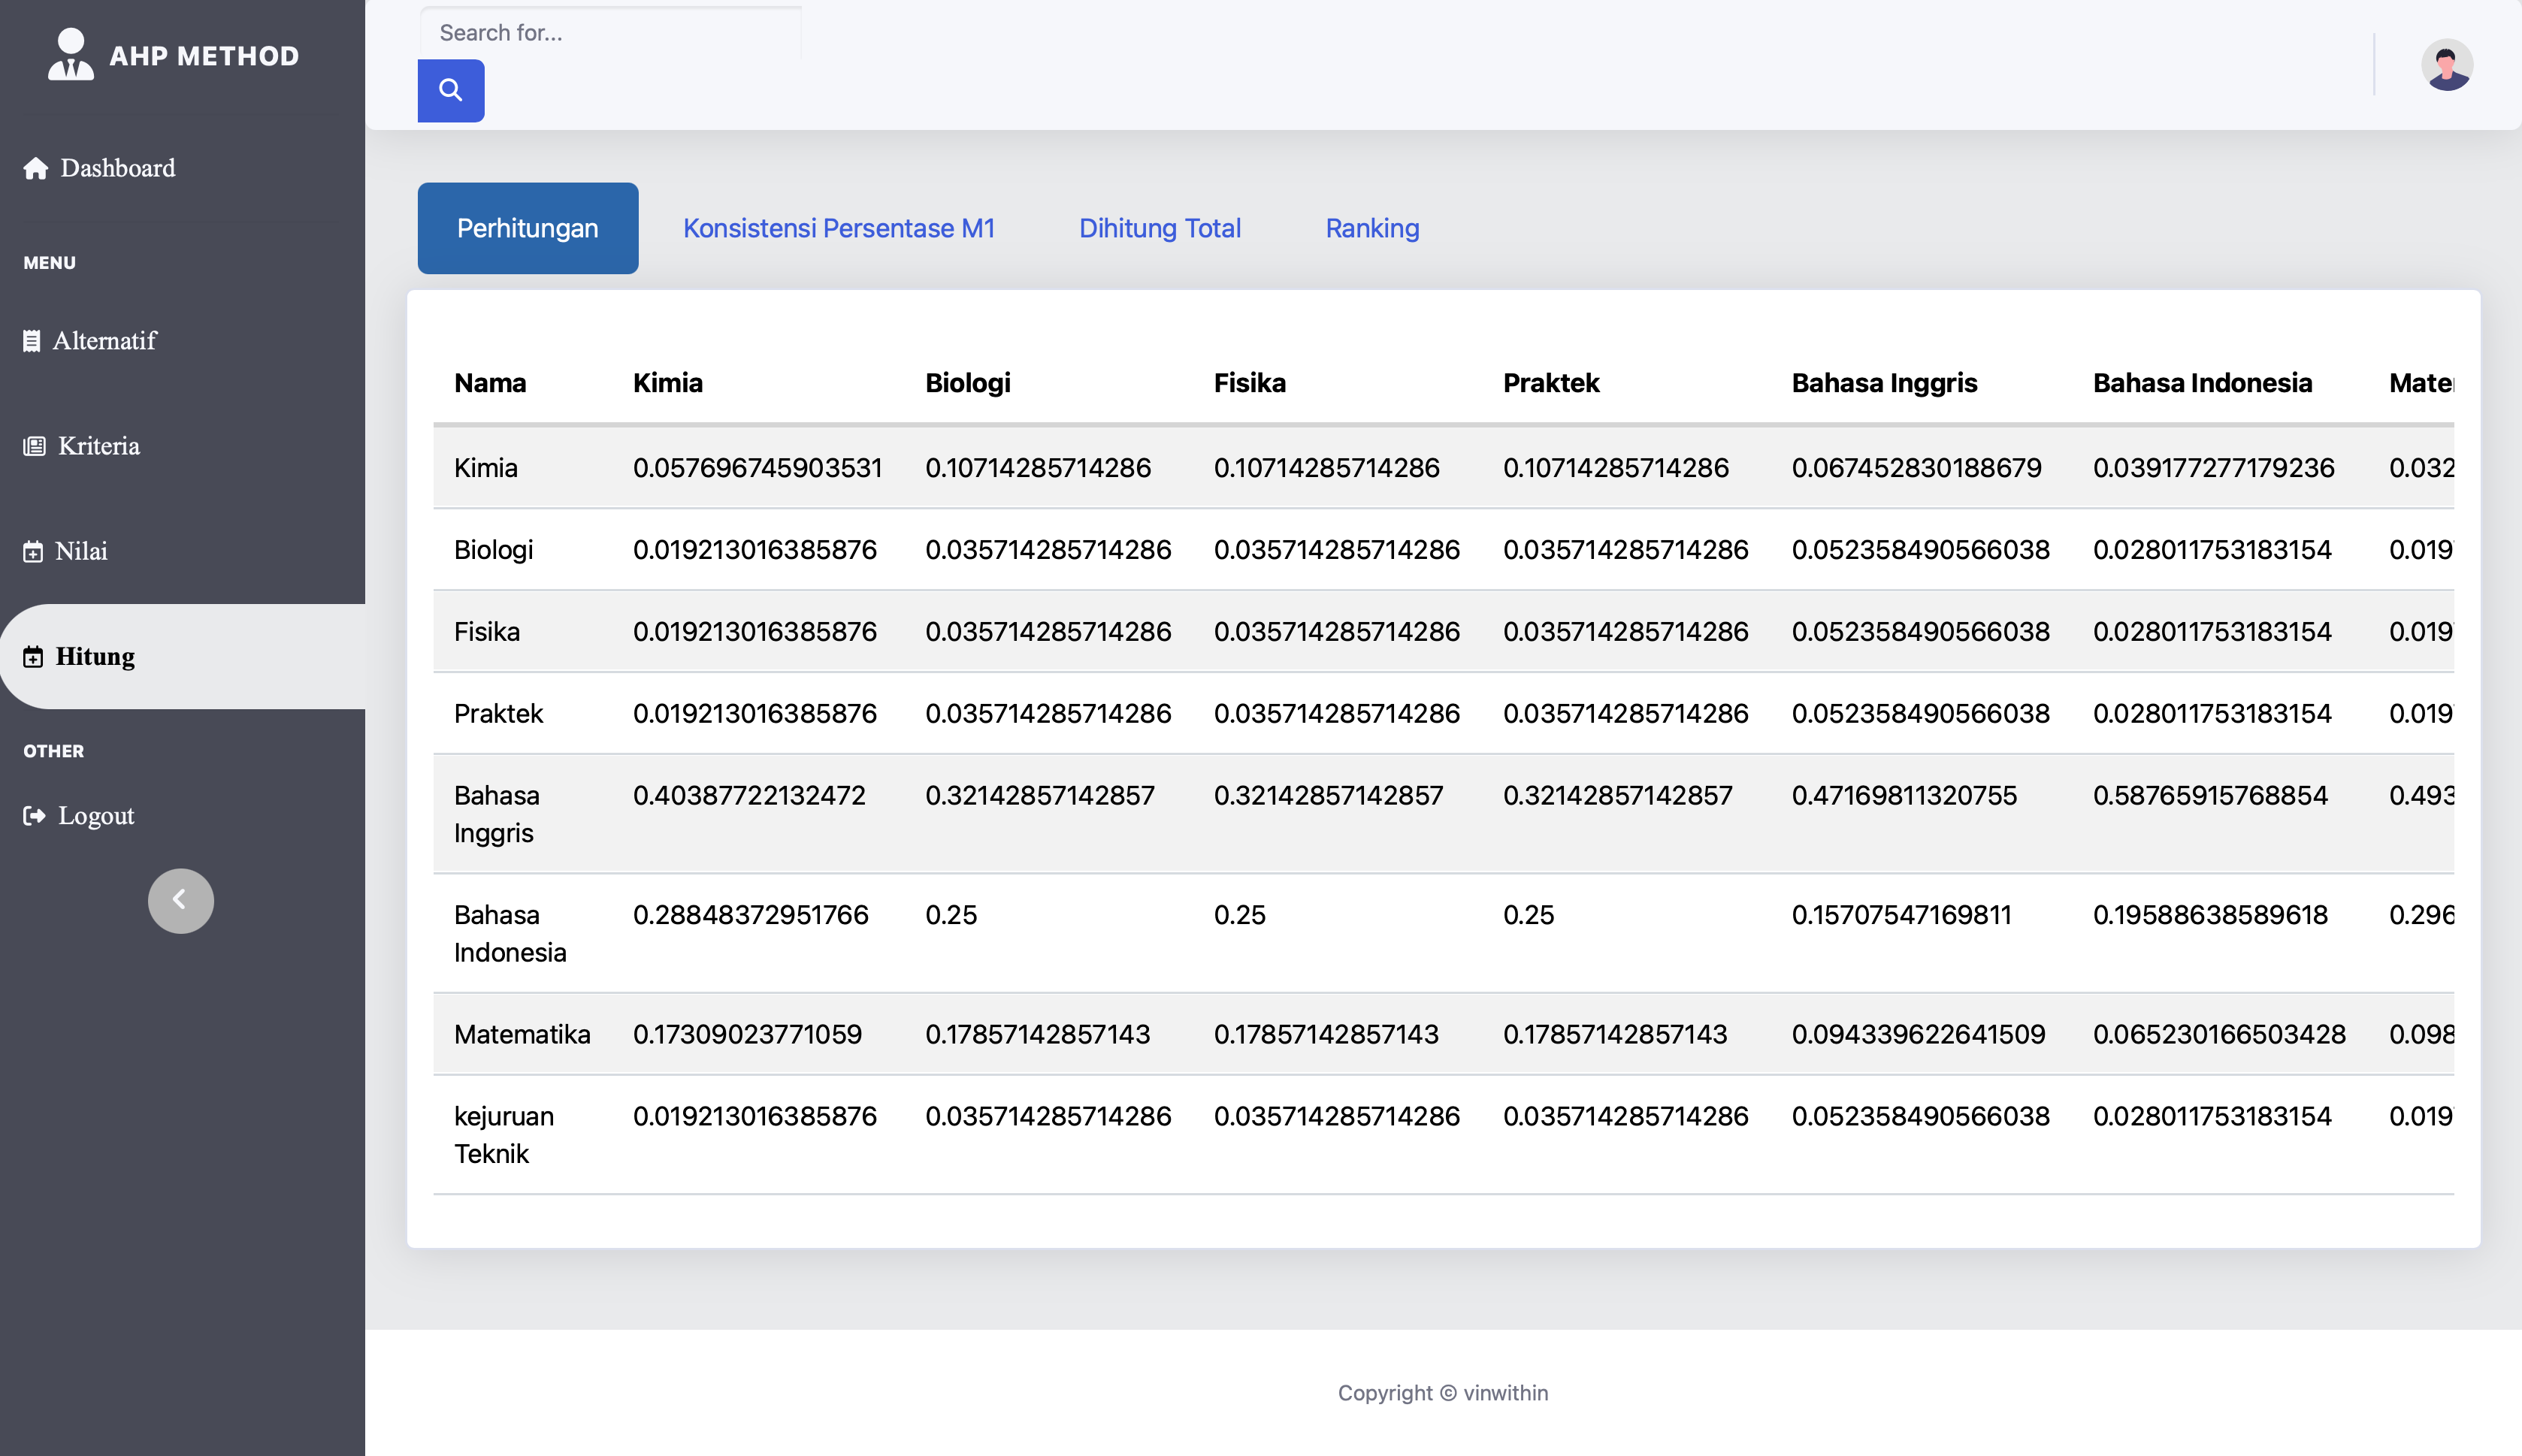 AHP METHOD
Search for...
Dashboard
MENU
Alternatif
Kriteria
Nilai
Hitung
OTHER
Logout
Perhitungan Konsistensi Persentase M1 Dihitung Total Ranking
Nama Kimia Biologi Fisika Praktek Bahasa Inggris Bahasa Indonesia
Kimia 0.057696745903531 0.10714285714286 0.10714285714286 0.10714285714286 0.067452830188679 0.039177277179236 0.032
Biologi 0.019213016385876 0.035714285714286 0.035714285714286 0.035714285714286 0.052358490566038 0.028011753183154 0.019
Fisika 0.019213016385876 0.035714285714286 0.035714285714286 0.035714285714286 0.052358490566038 0.028011753183154 0.019
Praktek 0.019213016385876 0.035714285714286 0.035714285714286 0.035714285714286 0.052358490566038 0.028011753183154 0.019
Bahasa Inggris 0.40387722132472 0.32142857142857 0.32142857142857 0.32142857142857 0.47169811320755 0.58765915768854 0.493
Bahasa Indonesia 0.28848372951766 0.25 0.25 0.25 0.15707547169811 0.19588638589618 0.296
Matematika 0.17309023771059 0.17857142857143 0.17857142857143 0.17857142857143 0.094339622641509 0.065230166503428 0.098
kejuruan Teknik 0.019213016385876 0.035714285714286 0.035714285714286 0.035714285714286 0.052358490566038 0.028011753183154 0.019
Copyright © vinwithin